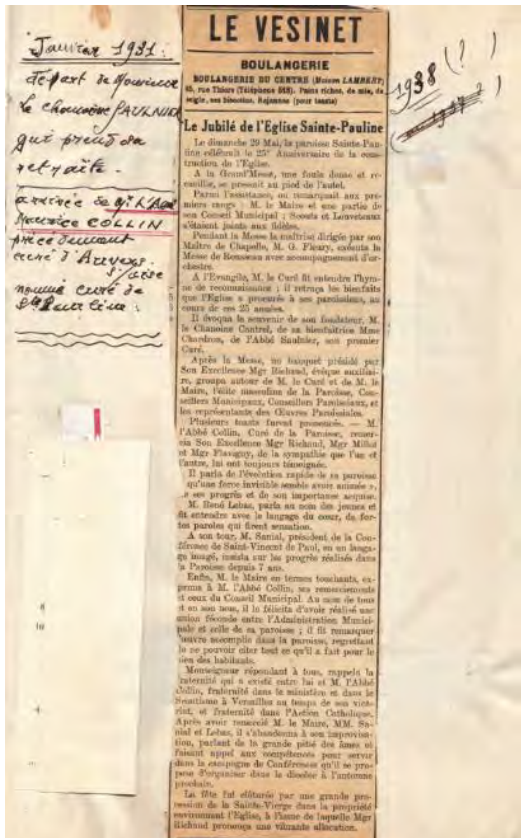 Janvier 1931:
départ de Monsieur
le chanoine PAULNIER
qui prend sa
retraite.
arrivée de Mr L'Abbé
Maurice COLLIN
précédemment
curé d'Auvers s/Oise
nommé curé de
Ste Pauline.
1938 (!)
LE VESINET
BOULANGERIE
BOULANGERIE DU CENTRE (Maison LAMBERT)
rue Thiers (Téléphone 568). Pains riches, de mie, de
seigle, ses biscottes, Bejannes (pour toasts)
Le Jubilé de l'Eglise Sainte-Pauline
Le dimanche 29 Mai, la paroisse Sainte-Pau-
line célébrait le 25e Anniversaire de la cons-
truction de l'Eglise.
A la Grand'Messe, une foule dense et re-
cueillie, se pressait au pied de l'autel.
Parmi l'assistance, on remarquait aux pre-
miers rangs : M. le Maire et une partie de
son Conseil Municipal ; Scouts et Louveteaux
s'étaient joints aux fidèles.
Pendant la Messe la maîtrise dirigée par son
Maître de Chapelle, M. G. Fleury, exécuta la
Messe de Rousseau avec accompagnement d'or-
chestre.
A l'Evangile, M. le Curé fit entendre l'hym-
ne de reconnaissance ; il retraça les bienfaits
que l'Eglise a procurés à ses paroissiens, au
cours de ces 25 années.
Il évoqua le souvenir de son fondateur, M.
le Chanoine Cantrel, de sa bienfaitrice Mme
Chardron, de l'Abbé Saulnier, son premier
Curé.
Après la Messe, un banquet présidé par
Son Excellence Mgr Richaud, évêque auxiliai-
re, groupa autour de M. le Curé et de M. le
Maire, l'élite masculine de la Paroisse, Con-
seillers Municipaux, Conseillers Paroissiaux, et
les représentants des Œuvres Paroissiales.
Plusieurs toasts furent prononcés. — M.
l'Abbé Collin, Curé de la Paroisse, remer-
cia Son Excellence Mgr Richaud, Mgr Millot
et Mgr Flavigny, de la sympathie que l'un et
l'autre, lui ont toujours témoignée.
Il parla de l'évolution rapide de sa paroisse
qu'une force invisible semble avoir animée »,
e ses progrès et de son importance acquise.
M. René Lebas, parla au nom des jeunes et
fit entendre avec le langage du cœur, de for-
tes paroles qui firent sensation.
A son tour, M. Sanial, président de la Con-
férence de Saint-Vincent de Paul, en un langa-
ge imagé, insista sur les progrès réalisés dans
la Paroisse depuis 7 ans.
Enfin, M. le Maire en termes touchants, ex-
prima à M. l'Abbé Collin, ses remerciements
et ceux du Conseil Municipal. Au nom de tous
et en son nom, il le félicita d'avoir réalisé une
union féconde entre l'Administration Munici-
pale et celle de sa paroisse ; il fit remarquer
'œuvre accomplie dans la paroisse, regrettant
de ne pouvoir citer tout ce qu'il a fait pour le
bien des habitants.
Monseigneur répondant à tous, rappela la
fraternité qui a existé entre lui et M. l'Abbé
Collin, fraternité dans le ministère et dans le
Scoutisme à Versailles au temps de son vica-
riat, et fraternité dans l'Action Catholique.
Après avoir remercié M. le Maire, MM. Sa-
nial et Lebas, il s'abandonna à son improvisa-
tion, parlant de la grande pitié des âmes et
faisant appel aux compétences pour servir
dans la campagne de Conférences qu'il se pro-
pose d'organiser dans le diocèse à l'automne
prochain.
La fête fut clôturée par une grande pro-
cession de la Sainte-Vierge dans la propriété
environnant l'Eglise, à l'issue de laquelle Mgr
Richaud prononça une vibrante allocution.